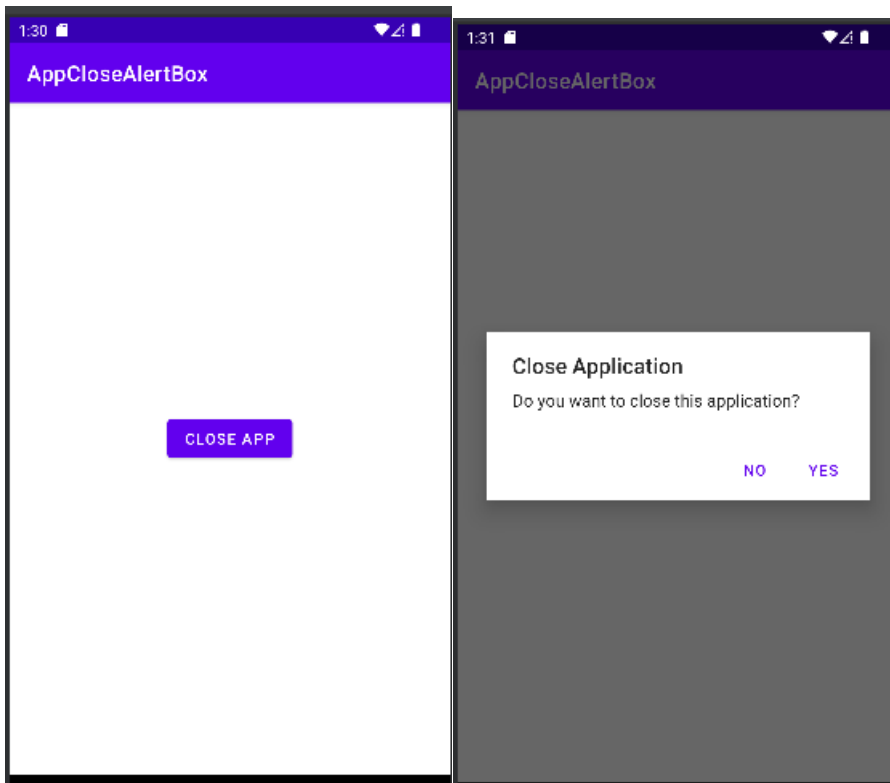 1:30
AppCloseAlertBox
CLOSE APP
1:31
AppCloseAlertBox
Close Application
Do you want to close this application?
NO YES